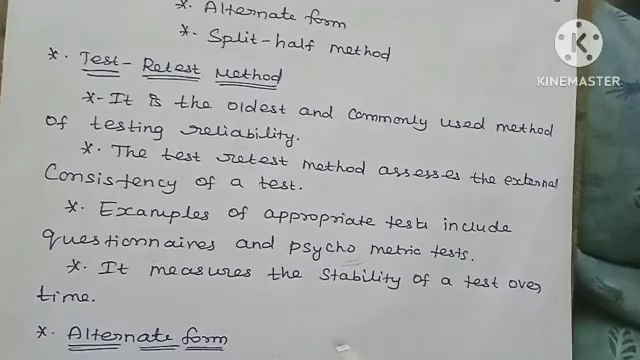 *. Alternate form
*. Split-half method
*. Test-Retest Method
*- It is the oldest and commonly used method
of testing reliability.
*. The test retest method assesses the external
Consistency of a test.
*. Examples of appropriate tests include
questionnaires and psycho metric tests.
*. It measures the stability of a test over
time.
*. Alternate form
KINEMASTER